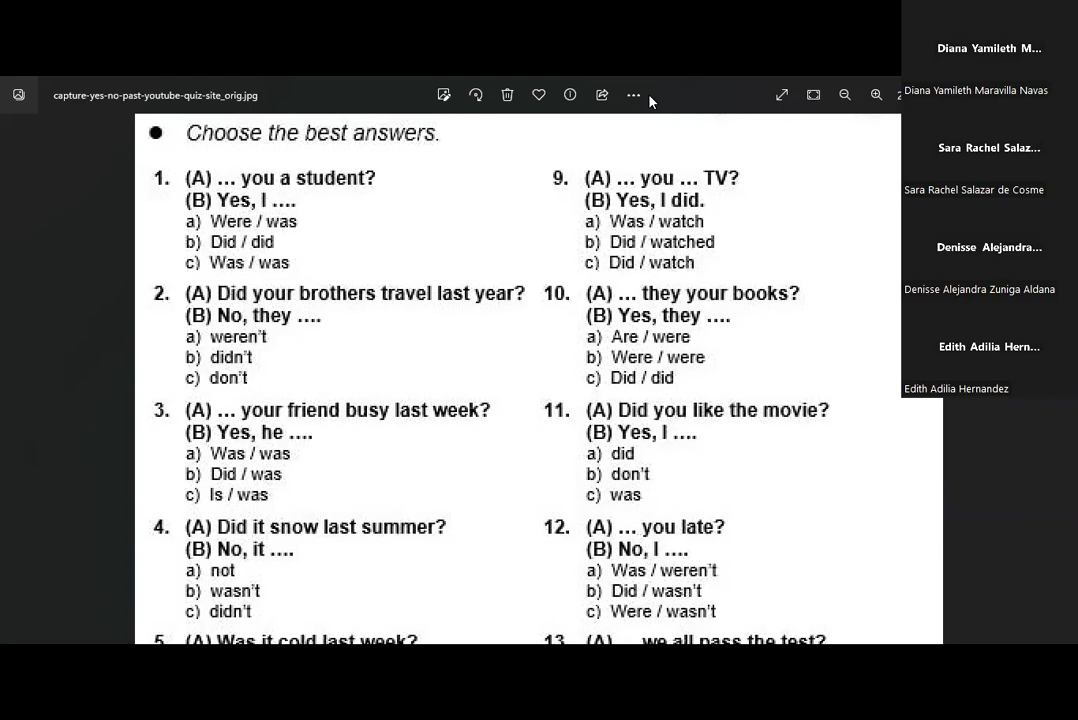 capture-yes-no-past-youtube-quiz-site_orig.jpg
Choose the best answers.
1. (A) ... you a student?
(B) Yes, I ....
a) Were / was
b) Did / did
c) Was / was
2. (A) Did your brothers travel last year?
(B) No, they ....
a) weren't
b) didn't
c) don't
3. (A) ... your friend busy last week?
(B) Yes, he ....
a) Was / was
b) Did / was
c) Is / was
4. (A) Did it snow last summer?
(B) No, it ....
a) not
b) wasn't
c) didn't
5. (A) Was it cold last week?
9. (A) ... you ... TV?
(B) Yes, I did.
a) Was / watch
b) Did / watched
c) Did / watch
10. (A) ... they your books?
(B) Yes, they ....
a) Are / were
b) Were / were
c) Did / did
11. (A) Did you like the movie?
(B) Yes, I ....
a) did
b) don't
c) was
12. (A) ... you late?
(B) No, I ....
a) Was / weren't
b) Did / wasn't
c) Were / wasn't
13. (A) ... we all pass the test?
Diana Yamileth M...
Diana Yamileth Maravilla Navas
Sara Rachel Salaz...
Sara Rachel Salazar de Cosme
Denisse Alejandra...
Denisse Alejandra Zuniga Aldana
Edith Adilia Hern...
Edith Adilia Hernandez